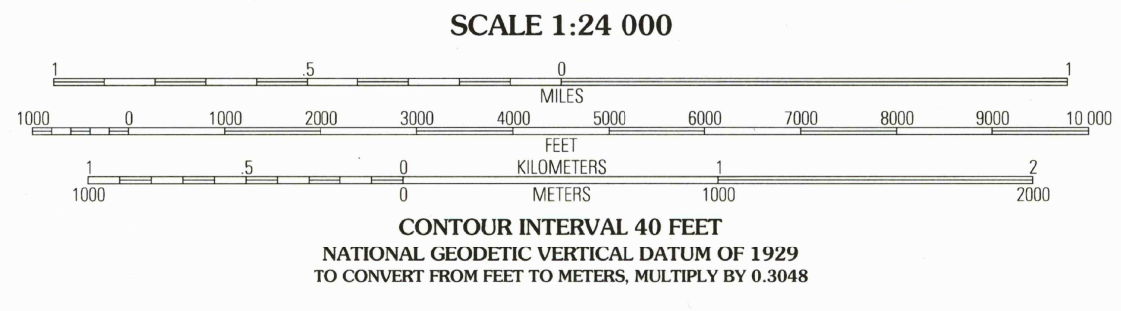 SCALE 1:24 000
1 .5 0 1
MILES
1000 0 1000 2000 3000 4000 5000 6000 7000 8000 9000 10 000
FEET
1 .5 0 KILOMETERS 1 2
1000 0 METERS 1000 2000
CONTOUR INTERVAL 40 FEET
NATIONAL GEODETIC VERTICAL DATUM OF 1929
TO CONVERT FROM FEET TO METERS, MULTIPLY BY 0.3048